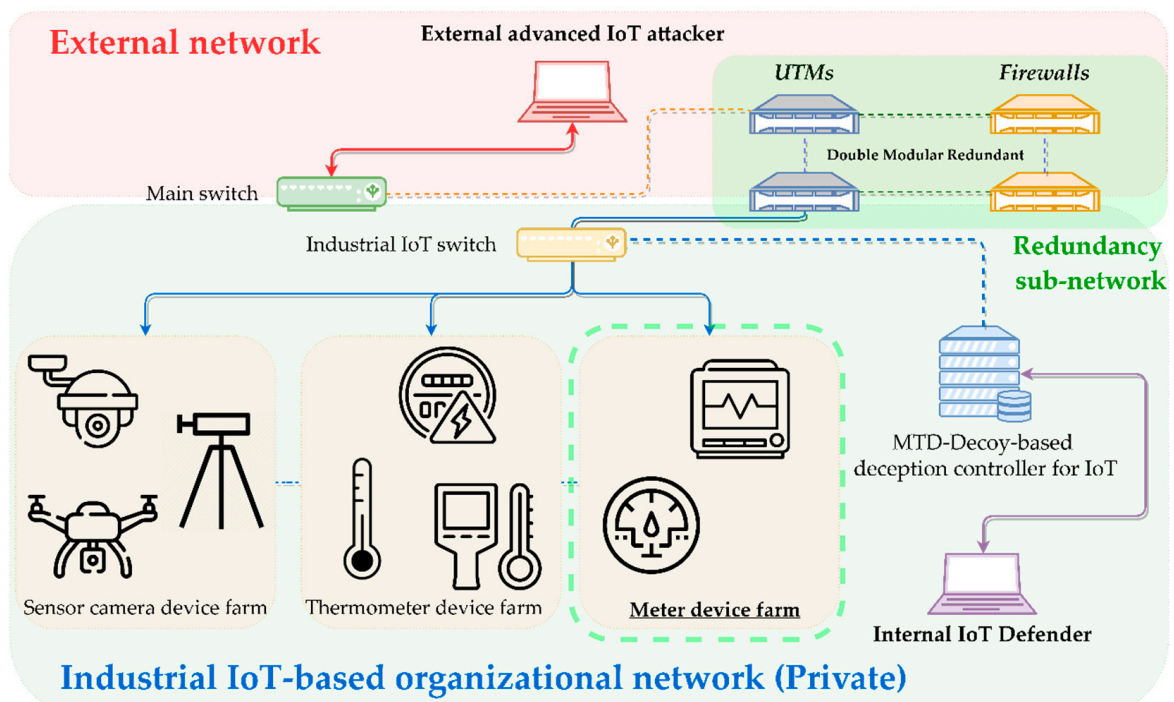 External network
External advanced IoT attacker
UTMs
Firewalls
Double Modular Redundant
Main switch
Industrial IoT switch
Redundancy
sub-network
MTD-Decoy-based
deception controller for IoT
Sensor camera device farm
Thermometer device farm
Meter device farm
Internal IoT Defender
Industrial IoT-based organizational network (Private)